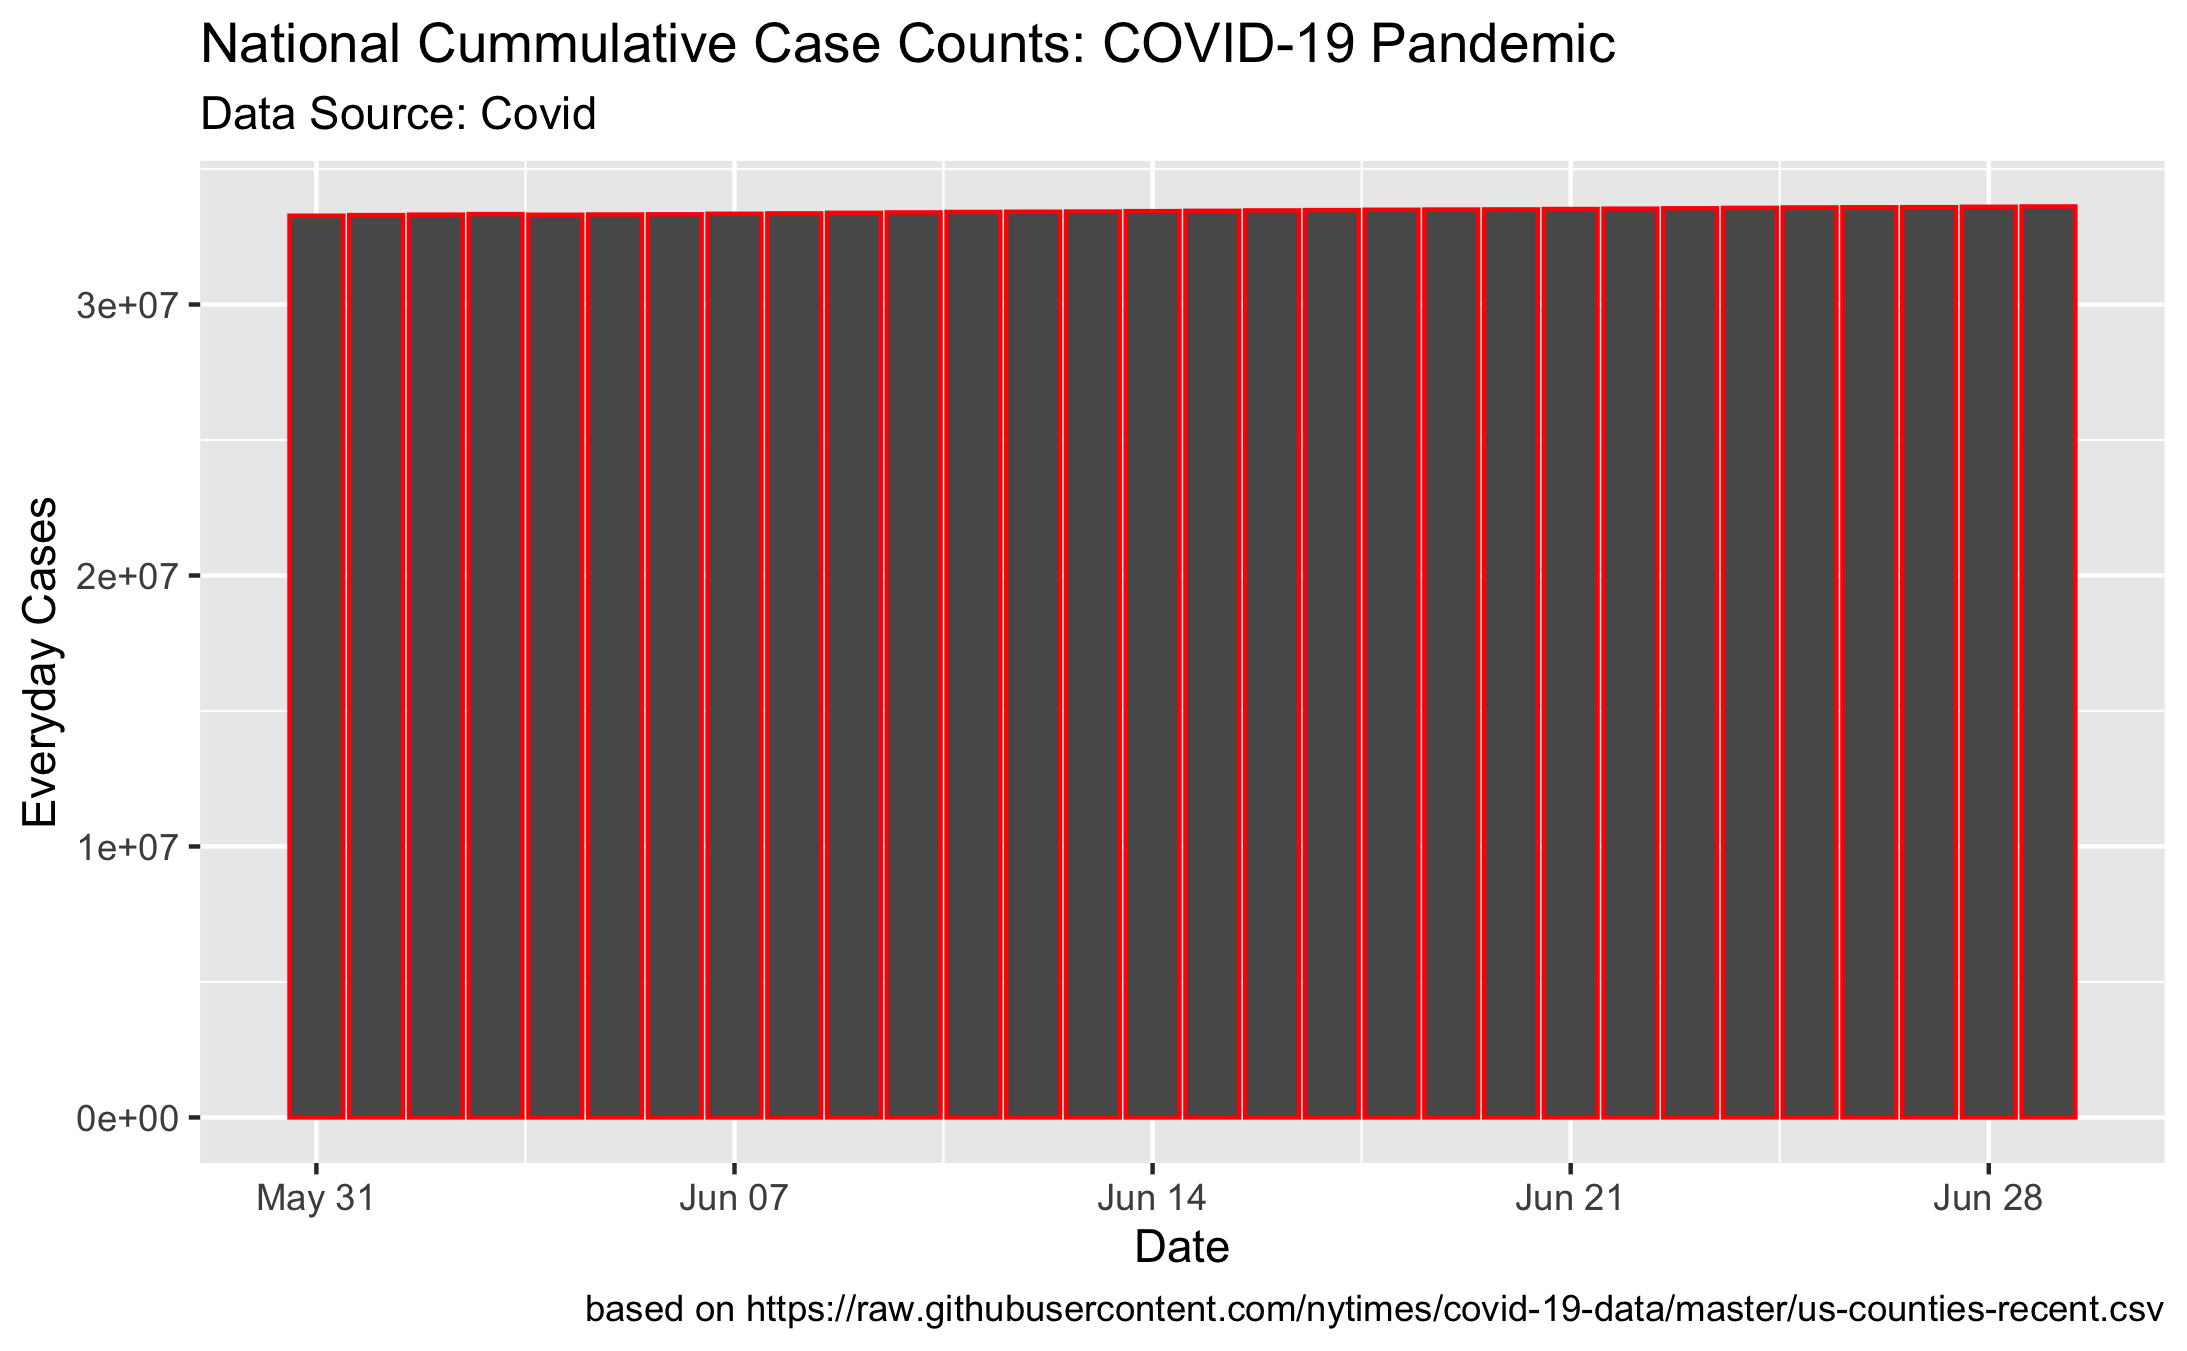 National Cummulative Case Counts: COVID-19 Pandemic
Data Source: Covid
Everyday Cases
3e+07
2e+07
1e+07
0e+00
May 31 Jun 07 Jun 14 Jun 21 Jun 28
Date
based on https://raw.githubusercontent.com/nytimes/covid-19-data/master/us-counties-recent.csv